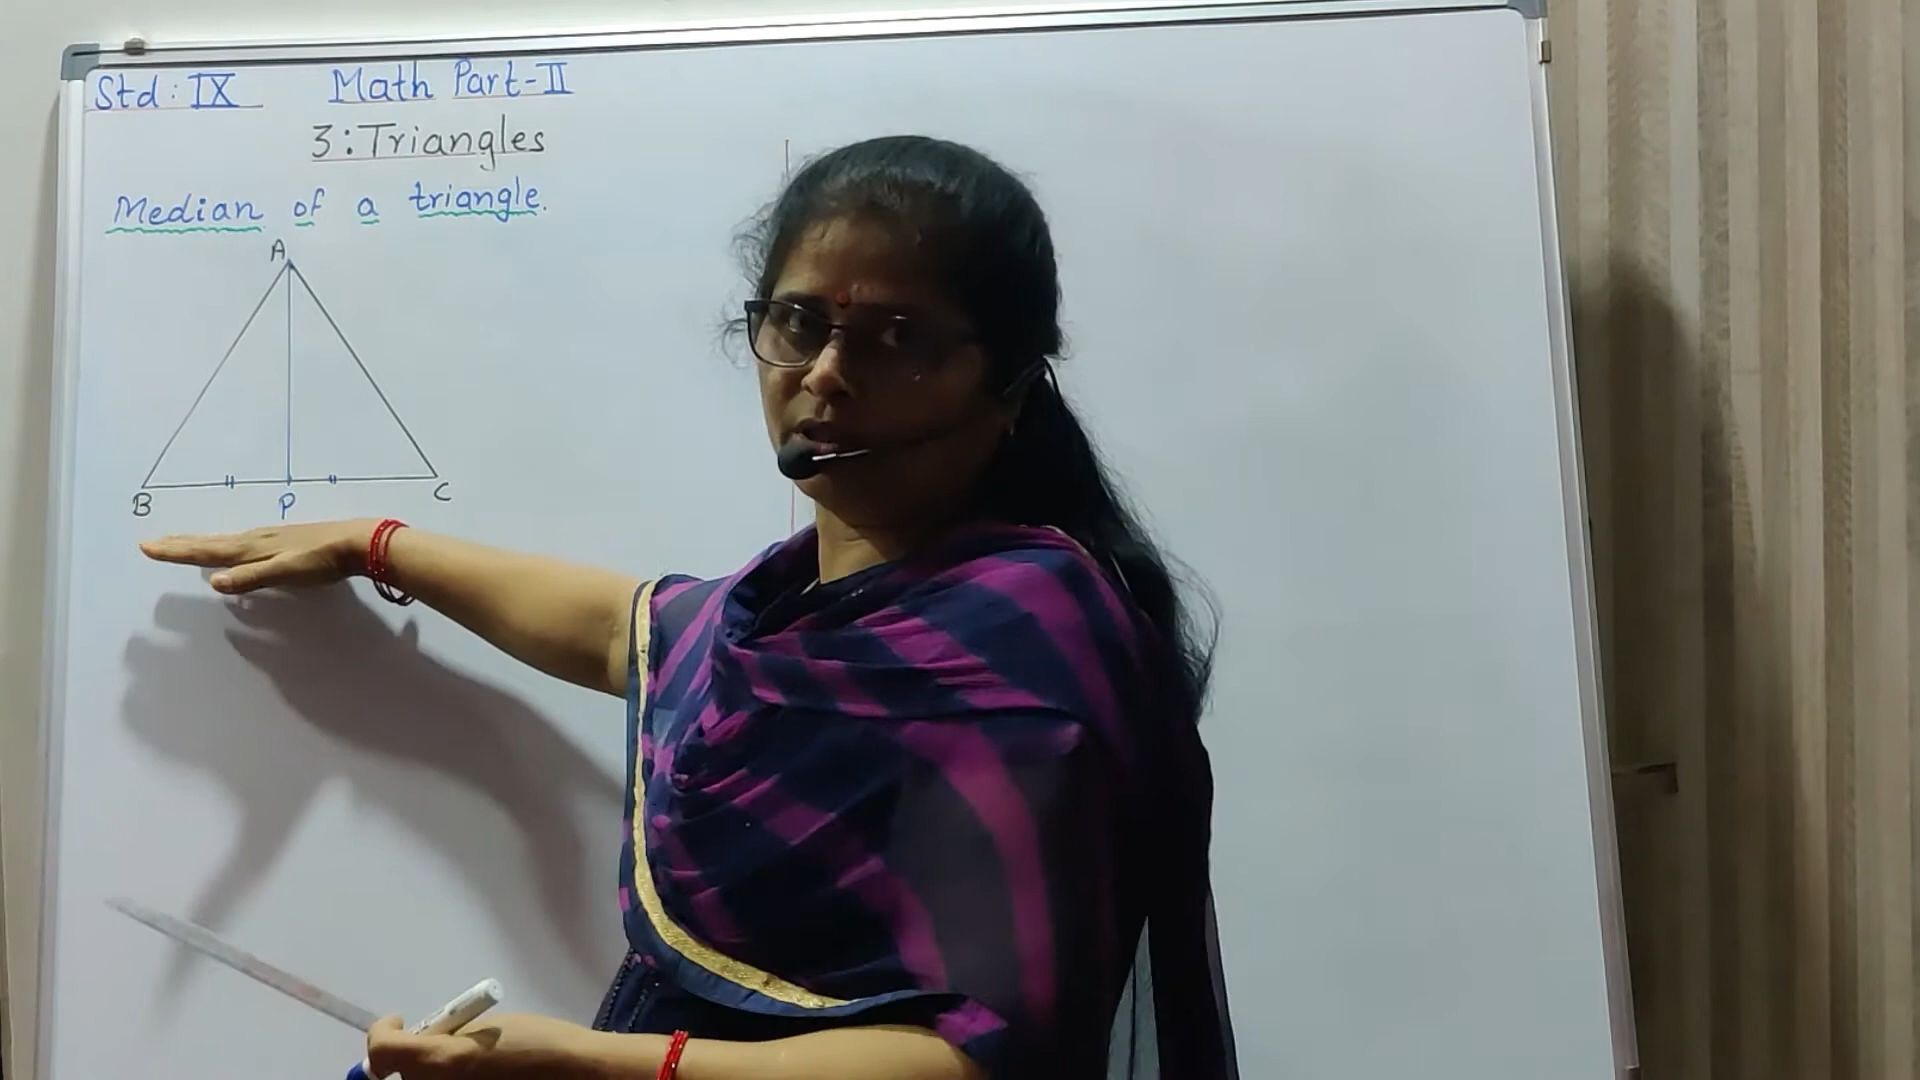 Std: IX Math Part-II
3: Triangles
Median of a triangle.
A
B P C